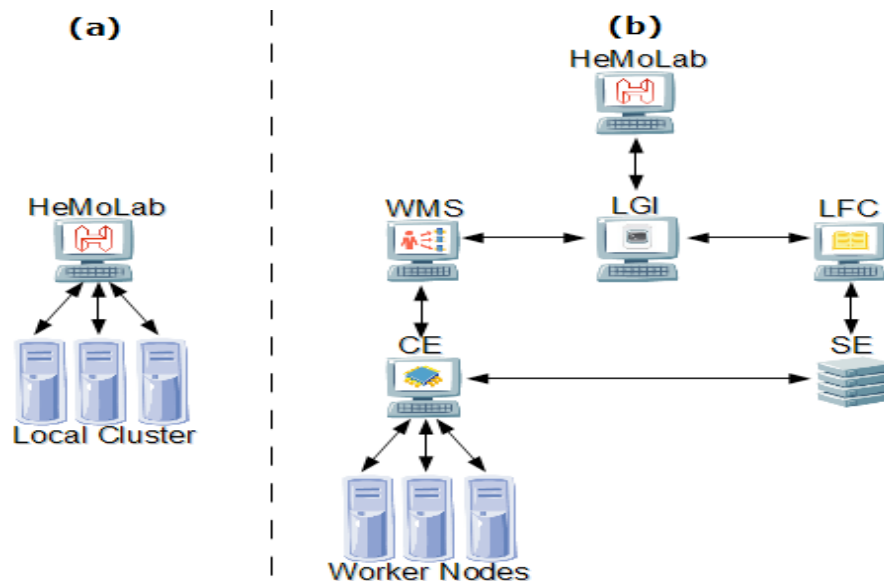 (a)
HeMoLab
Local Cluster
(b)
HeMoLab
WMS
LGI
LFC
CE
SE
Worker Nodes